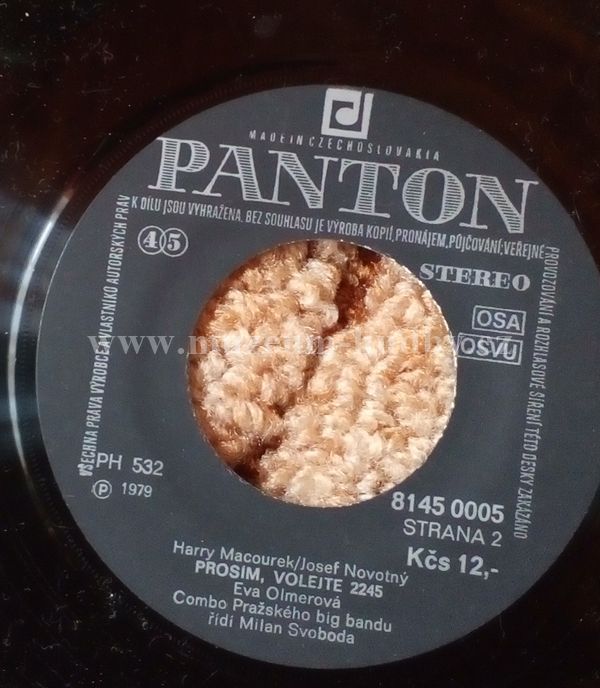 MADE IN CZECHOSLOVAKIA
PANTON
VŠECHNA PRÁVA VÝROBCE A VLASTNÍKŮ AUTORSKÝCH PRÁV K DÍLU JSOU VYHRAŽENA. BEZ SOUHLASU JE VÝROBA KOPIÍ, PRONÁJEM, PŮJČOVÁNÍ, VEŘEJNÉ PROVOZOVÁNÍ A ROZHLASOVÉ ŠÍŘENÍ TÉTO DESKY ZAKÁZÁNO
45
STEREO
OSA
OSVU
PH 532
Ⓟ 1979
8145 0005
STRANA 2
Kčs 12,-
Harry Macourek/Josef Novotný
PROSÍM, VOLEJTE 2245
Eva Olmerová
Combo Pražského big bandu
řídí Milan Svoboda